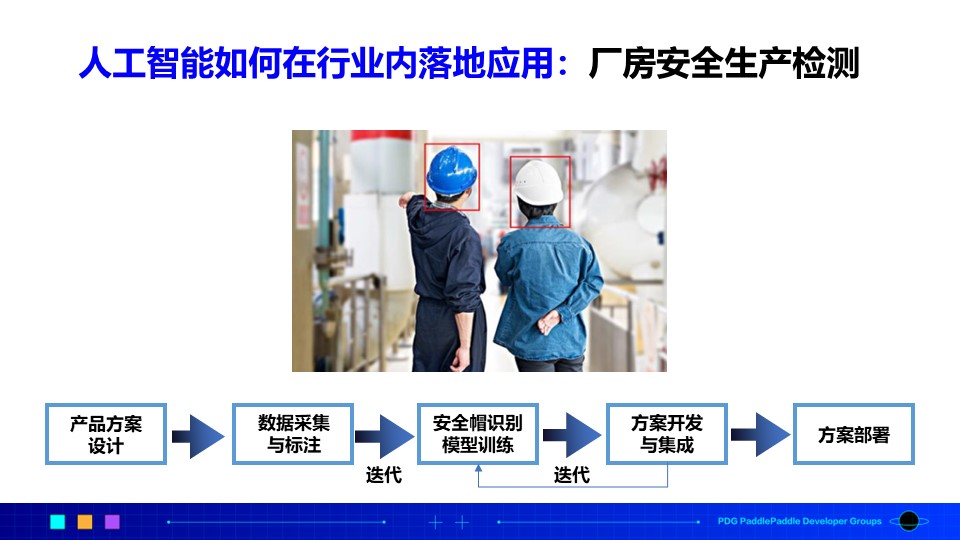 人工智能如何在行业内落地应用：厂房安全生产检测
产品方案
设计
数据采集
与标注
安全帽识别
模型训练
方案开发
与集成
方案部署
迭代
迭代
PDG PaddlePaddle Developer Groups